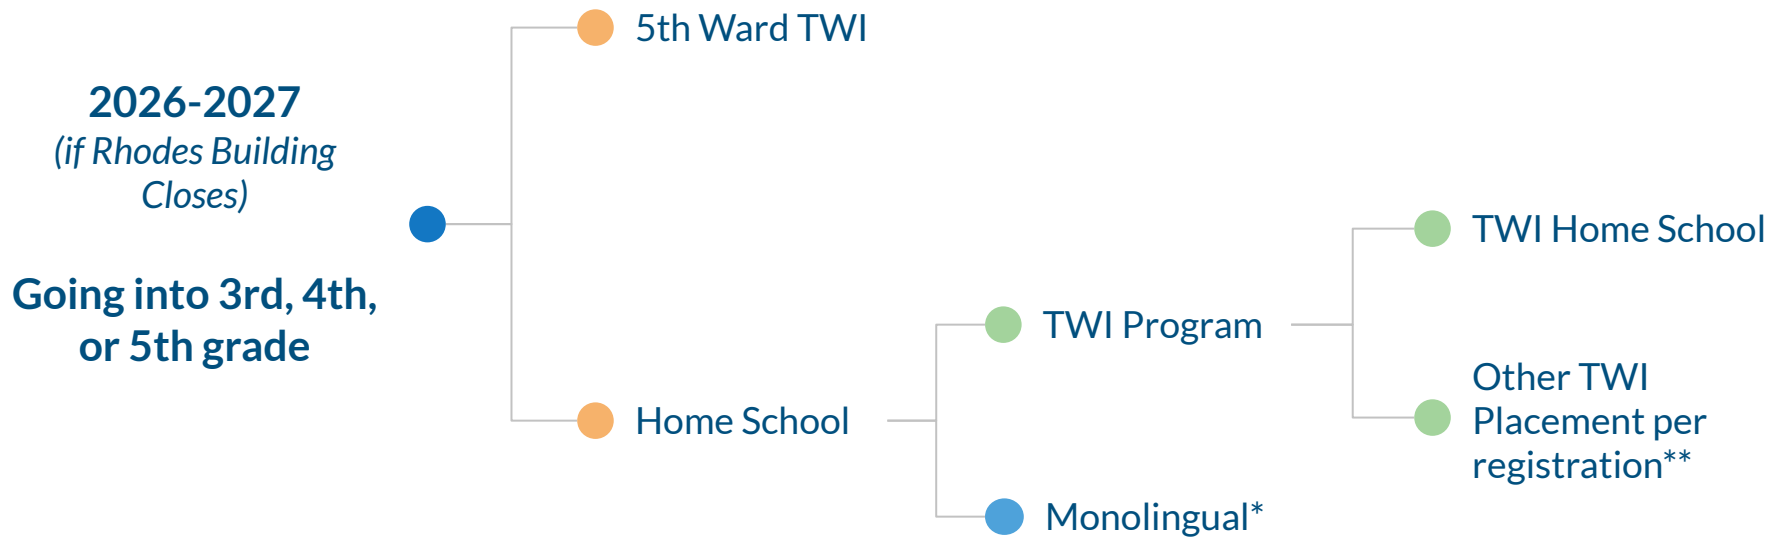 2026-2027
(if Rhodes Building
Closes)
Going into 3rd, 4th,
or 5th grade
5th Ward TWI
Home School
TWI Program
Monolingual*
TWI Home School
Other TWI
Placement per
registration**